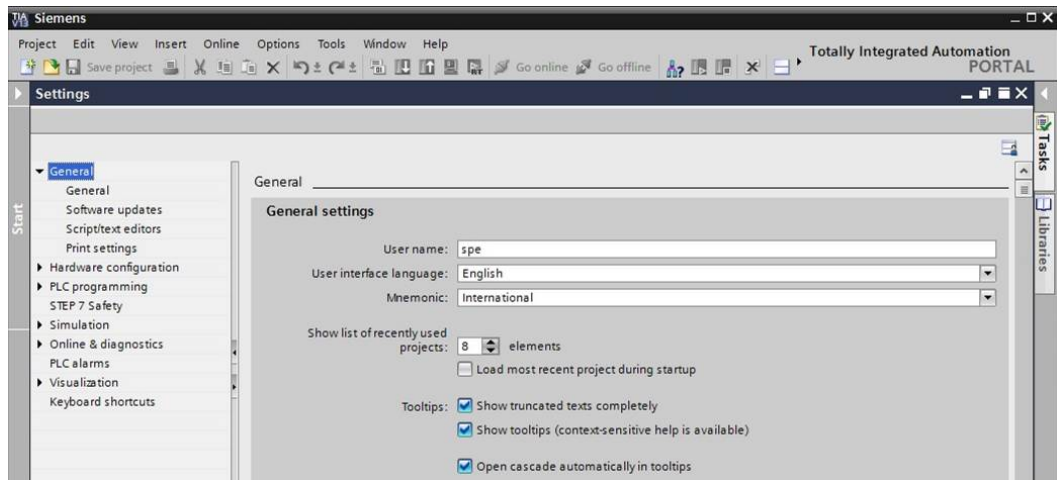 TIA V13 Siemens
Project Edit View Insert Online Options Tools Window Help
Save project Go online Go offline
Totally Integrated Automation
PORTAL
Settings
Start
General
General
Software updates
Script/text editors
Print settings
Hardware configuration
PLC programming
STEP 7 Safety
Simulation
Online & diagnostics
PLC alarms
Visualization
Keyboard shortcuts
General
General settings
User name: spe
User interface language: English
Mnemonic: International
Show list of recently used
projects: 8 elements
Load most recent project during startup
Tooltips: Show truncated texts completely
Show tooltips (context-sensitive help is available)
Open cascade automatically in tooltips
Tasks
Libraries